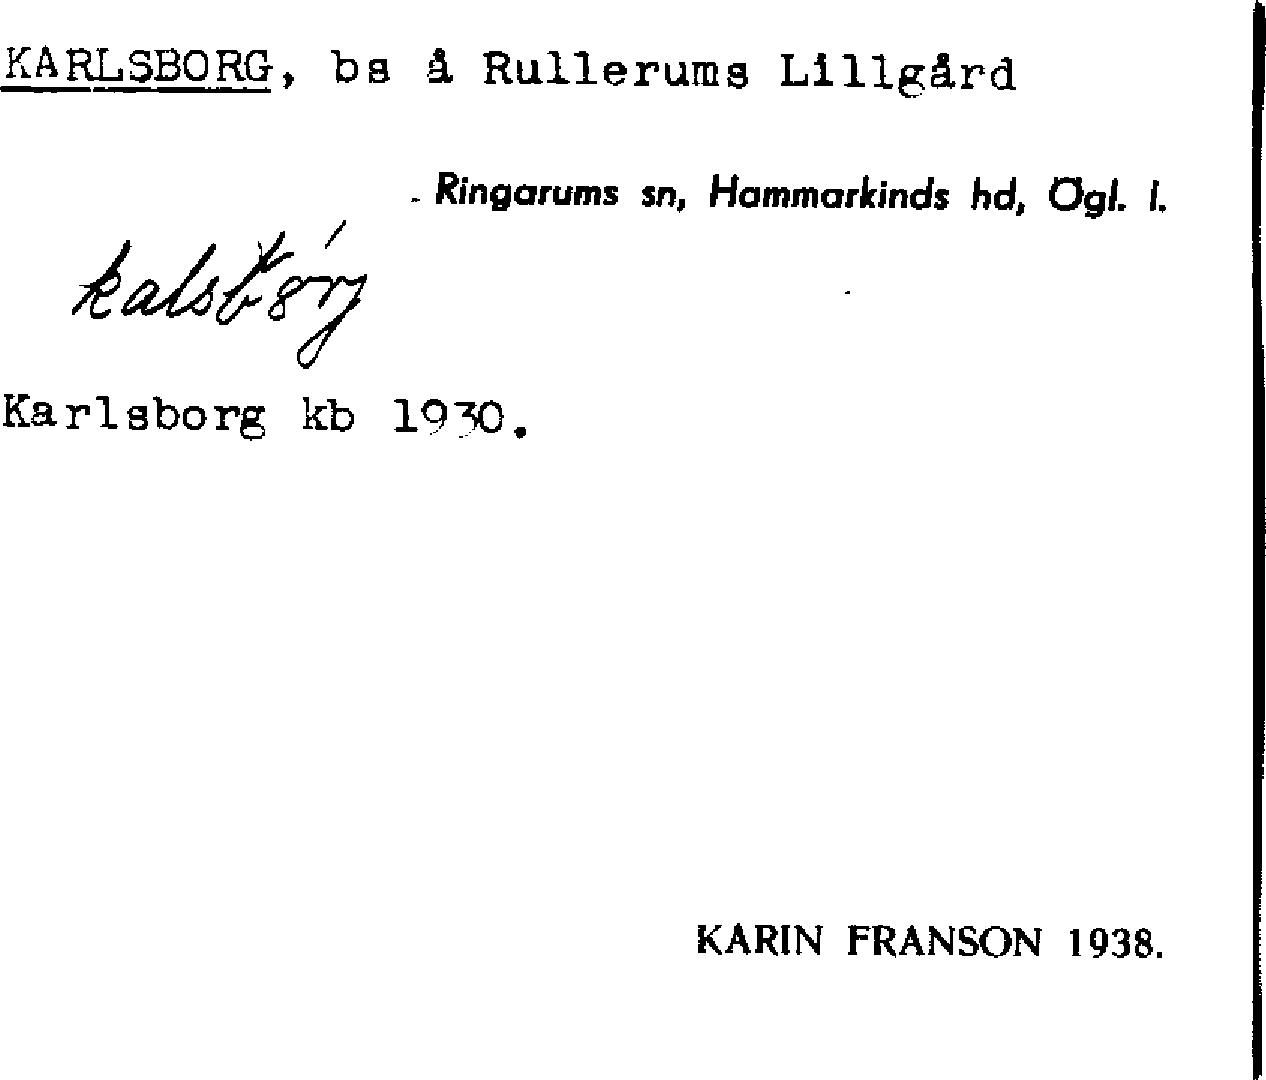 KARLSBORG, bs å Rullerums Lillgård
Ringarums sn, Hammarkinds hd, Ögl. l.
Karlsborg kb 1930.
KARIN FRANSON 1938.